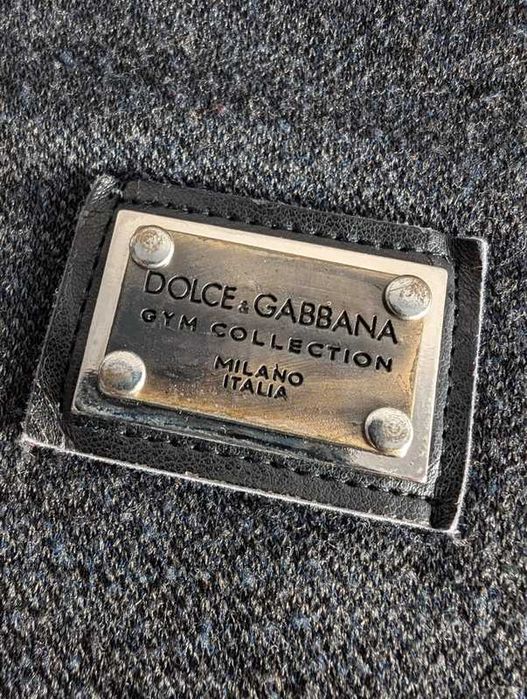 DOLCE & GABBANA
GYM COLLECTION
MILANO
ITALIA